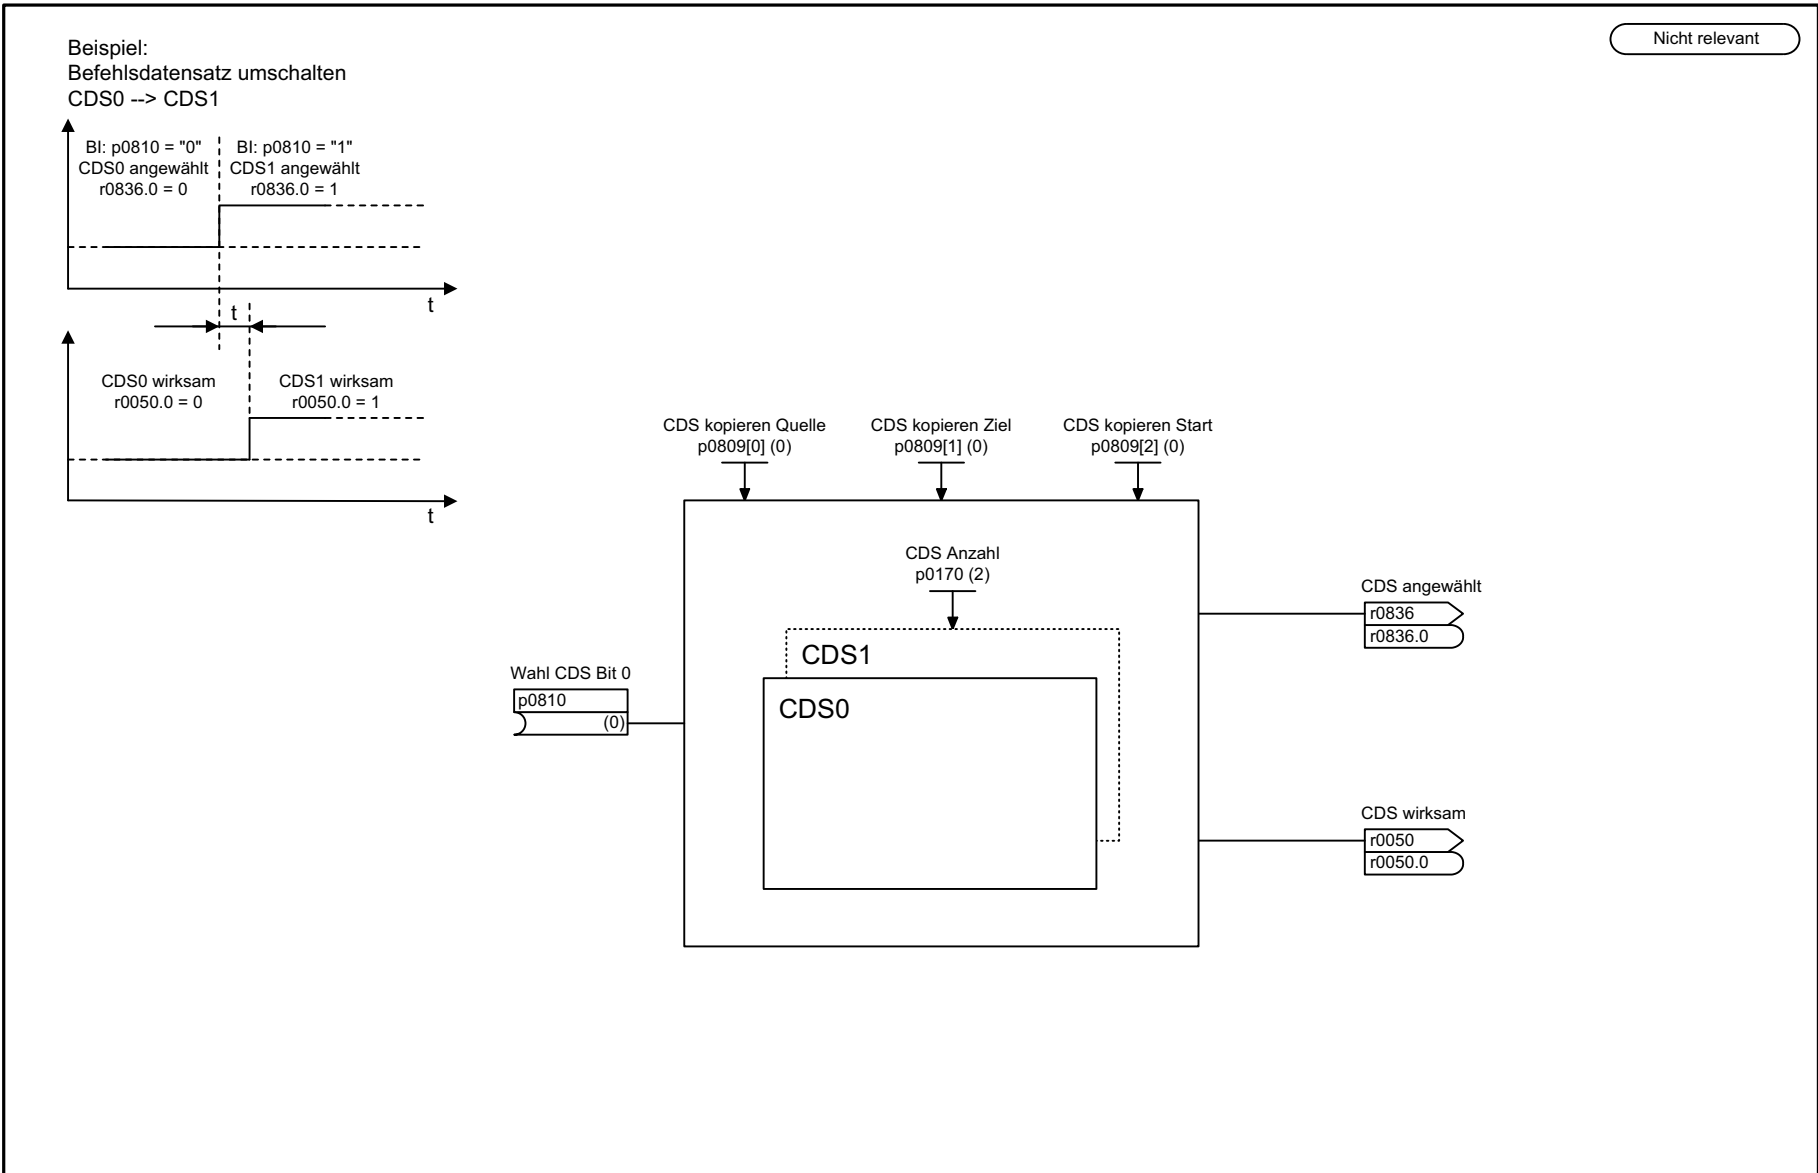 Beispiel:
Befehlsdatensatz umschalten
CDS0 --> CDS1
Nicht relevant
BI: p0810 = "0"
CDS0 angewählt
r0836.0 = 0
BI: p0810 = "1"
CDS1 angewählt
r0836.0 = 1
t
t
CDS0 wirksam
r0050.0 = 0
CDS1 wirksam
r0050.0 = 1
t
CDS kopieren Quelle
p0809[0] (0)
CDS kopieren Ziel
p0809[1] (0)
CDS kopieren Start
p0809[2] (0)
CDS Anzahl
p0170 (2)
CDS1
CDS0
Wahl CDS Bit 0
p0810
(0)
CDS angewählt
r0836
r0836.0
CDS wirksam
r0050
r0050.0